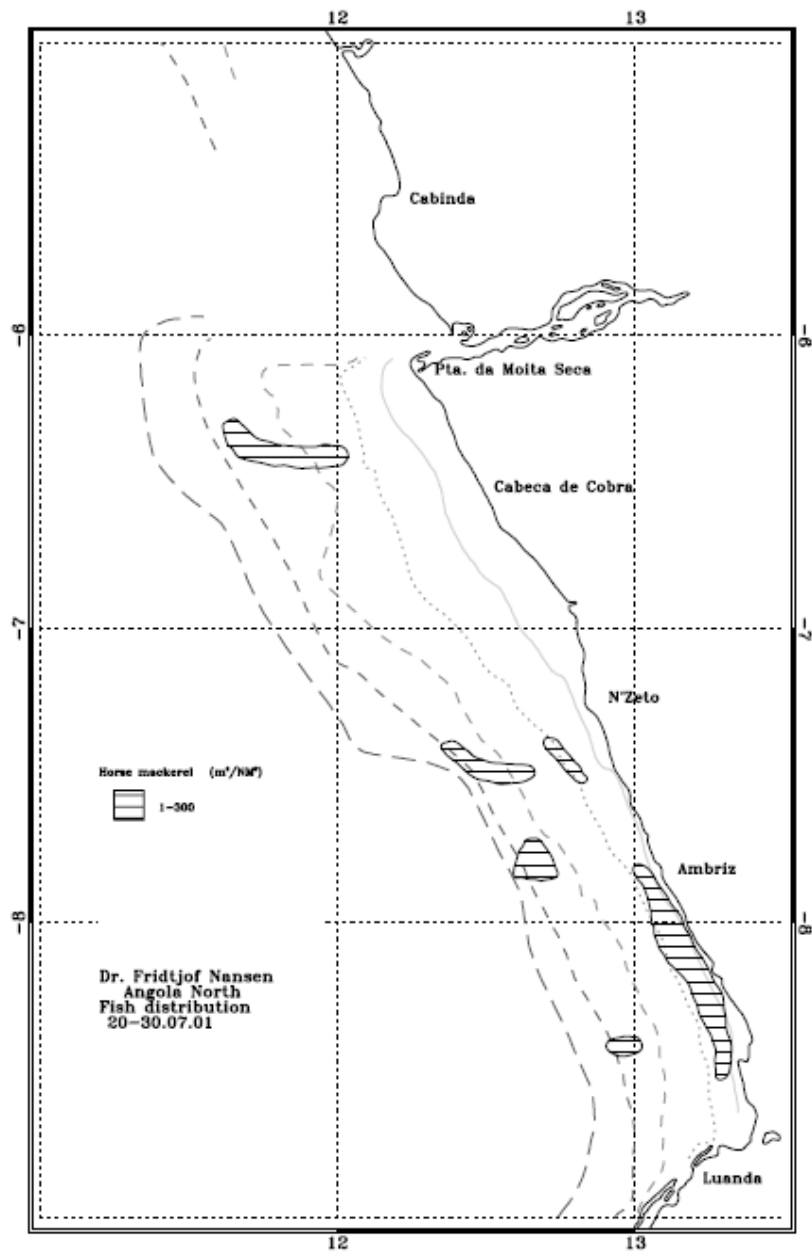 12 13
Cabinda
-6 -6
Pta. da Moita Seca
Cabeca de Cobra
-7 -7
N'Zeto
Horse mackerel (m²/NM²)
1-300
Ambriz
-8 -8
Dr. Fridtjof Nansen
Angola North
Fish distribution
20-30.07.01
Luanda
12 13